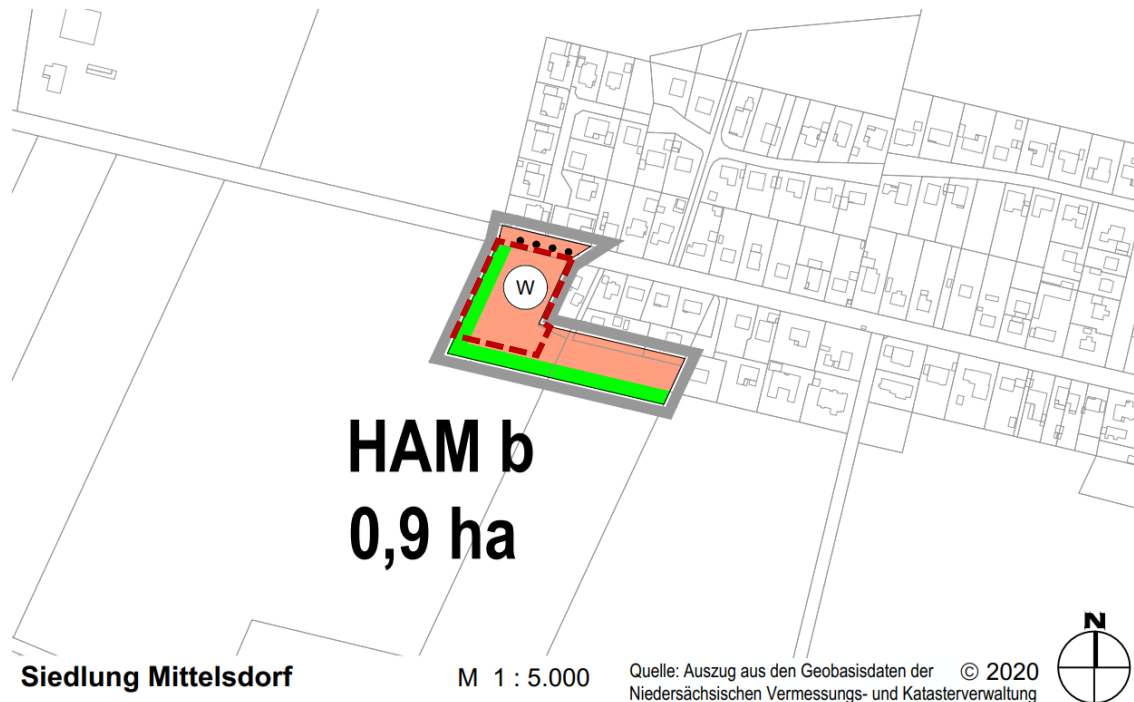 W
HAM b
0,9 ha
N
Siedlung Mittelsdorf
M 1 : 5.000
Quelle: Auszug aus den Geobasisdaten der © 2020
Niedersächsischen Vermessungs- und Katasterverwaltung